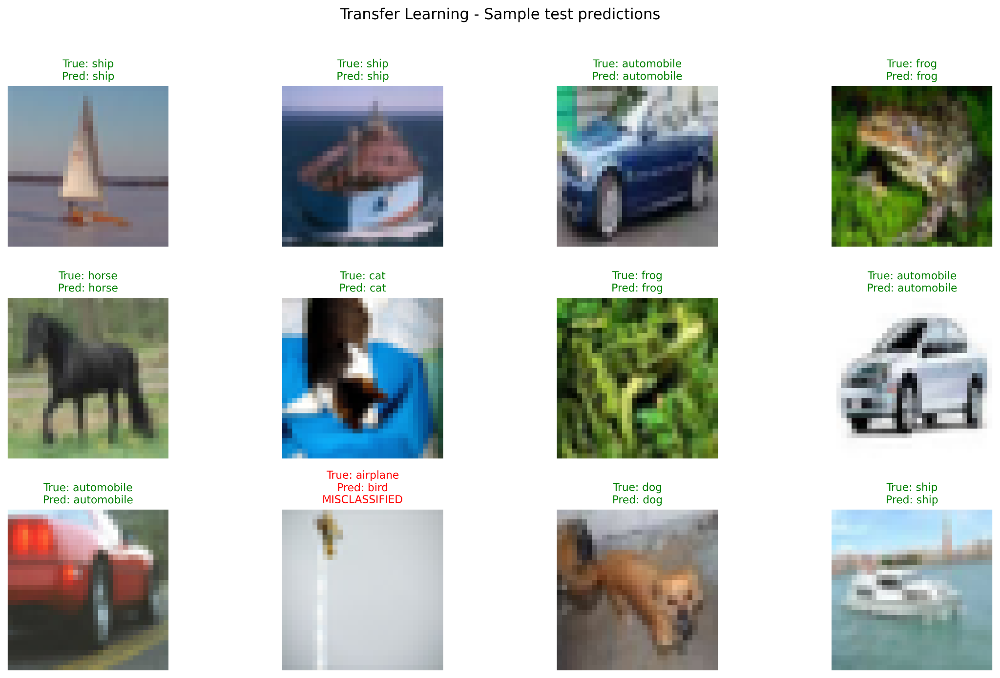 Transfer Learning - Sample test predictions
True: ship
Pred: ship
True: ship
Pred: ship
True: automobile
Pred: automobile
True: frog
Pred: frog
True: horse
Pred: horse
True: cat
Pred: cat
True: frog
Pred: frog
True: automobile
Pred: automobile
True: automobile
Pred: automobile
True: airplane
Pred: bird
MISCLASSIFIED
True: dog
Pred: dog
True: ship
Pred: ship